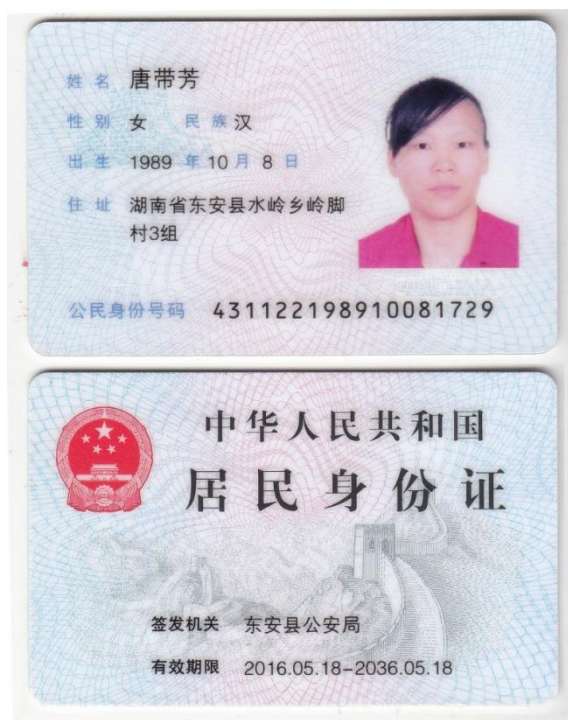 姓名 唐带芳
性别 女 民族 汉
出生 1989 年 10 月 8 日
住址 湖南省东安县水岭乡岭脚
村3组
公民身份号码 431122198910081729
中华人民共和国
居民身份证
签发机关 东安县公安局
有效期限 2016.05.18-2036.05.18